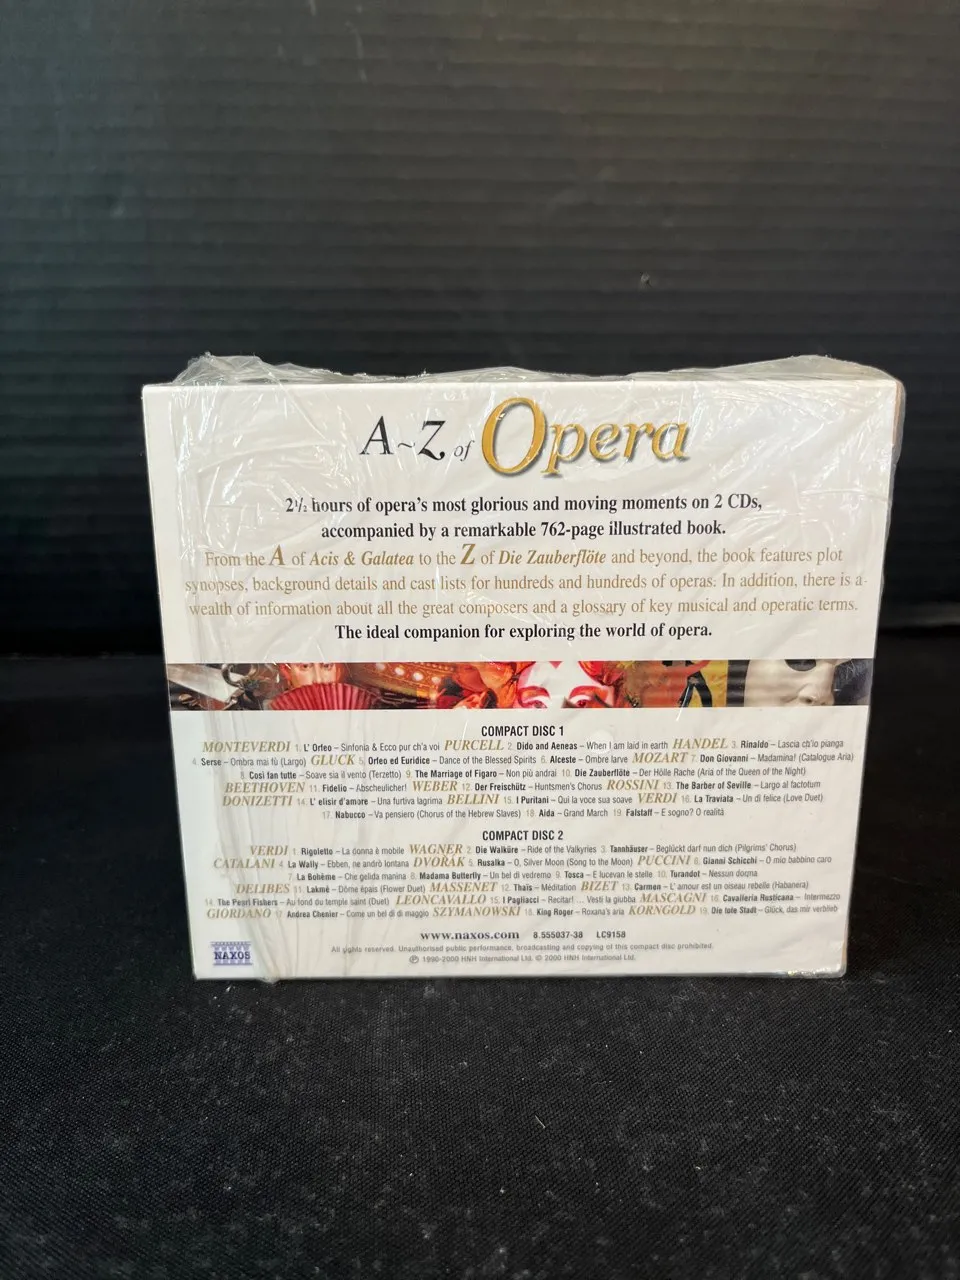 A~Z of Opera
2½ hours of opera's most glorious and moving moments on 2 CDs,
accompanied by a remarkable 762-page illustrated book.
From the A of Acis & Galatea to the Z of Die Zauberflöte and beyond, the book features plot
synopses, background details and cast lists for hundreds and hundreds of operas. In addition, there is a
wealth of information about all the great composers and a glossary of key musical and operatic terms.
The ideal companion for exploring the world of opera.
COMPACT DISC 1
MONTEVERDI 1. L' Orfeo – Sinfonia & Ecco pur ch'a voi PURCELL 2. Dido and Aeneas – When I am laid in earth HANDEL 3. Rinaldo – Lascia ch'io pianga
4. Serse – Ombra mai fù (Largo) GLUCK 5. Orfeo ed Euridice – Dance of the Blessed Spirits 6. Alceste – Ombre larve MOZART 7. Don Giovanni – Madamina! (Catalogue Aria)
8. Così fan tutte – Soave sia il vento (Terzetto) 9. The Marriage of Figaro – Non più andrai 10. Die Zauberflöte – Der Hölle Rache (Aria of the Queen of the Night)
BEETHOVEN 11. Fidelio – Abscheulicher! WEBER 12. Der Freischütz – Huntsmen's Chorus ROSSINI 13. The Barber of Seville – Largo al factotum
DONIZETTI 14. L' elisir d'amore – Una furtiva lagrima BELLINI 15. I Puritani – Qui la voce sua soave VERDI 16. La Traviata – Un dì felice (Love Duet)
17. Nabucco – Va pensiero (Chorus of the Hebrew Slaves) 18. Aida – Grand March 19. Falstaff – E sogno? O realtà
COMPACT DISC 2
VERDI 1. Rigoletto – La donna è mobile WAGNER 2. Die Walküre – Ride of the Valkyries 3. Tannhäuser – Beglückt darf nun dich (Pilgrims' Chorus)
CATALANI 4. La Wally – Ebben, ne andrò lontana DVOŘÁK 5. Rusalka – O, Silver Moon (Song to the Moon) PUCCINI 6. Gianni Schicchi – O mio babbino caro
7. La Bohème – Che gelida manina 8. Madama Butterfly – Un bel dì vedremo 9. Tosca – E lucevan le stelle 10. Turandot – Nessun dorma
DELIBES 11. Lakmé – Dôme épais (Flower Duet) MASSENET 12. Thaïs – Méditation BIZET 13. Carmen – L' amour est un oiseau rebelle (Habanera)
14. The Pearl Fishers – Au fond du temple saint (Duet) LEONCAVALLO 15. I Pagliacci – Recitar! ... Vesti la giubba MASCAGNI 16. Cavalleria Rusticana – Intermezzo
GIORDANO 17. Andrea Chenier – Come un bel dì di maggio SZYMANOWSKI 18. King Roger – Roxana's aria KORNGOLD 19. Die tote Stadt – Glück, das mir verblieb
www.naxos.com 8.555037-38 LC9158
All rights reserved. Unauthorised public performance, broadcasting and copying of this compact disc prohibited.
℗ 1990-2000 HNH International Ltd. © 2000 HNH International Ltd.
NAXOS